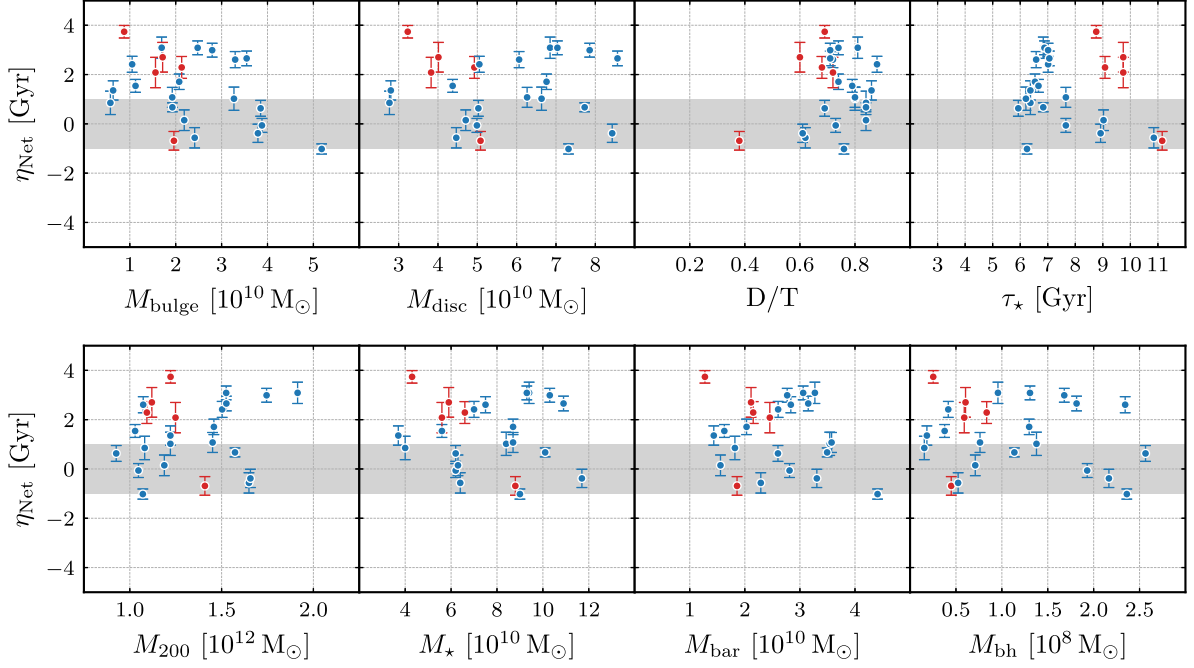 4
2
0
−2
−4
η_Net [Gyr]
1 2 3 4 5
3 4 5 6 7 8
0.2 0.4 0.6 0.8
3 4 5 6 7 8 9 10 11
M_bulge [10^10 M_⊙]
M_disc [10^10 M_⊙]
D/T
τ_⋆ [Gyr]
4
2
0
−2
−4
η_Net [Gyr]
1.0 1.5 2.0
4 6 8 10 12
1 2 3 4
0.5 1.0 1.5 2.0 2.5
M_200 [10^12 M_⊙]
M_⋆ [10^10 M_⊙]
M_bar [10^10 M_⊙]
M_bh [10^8 M_⊙]